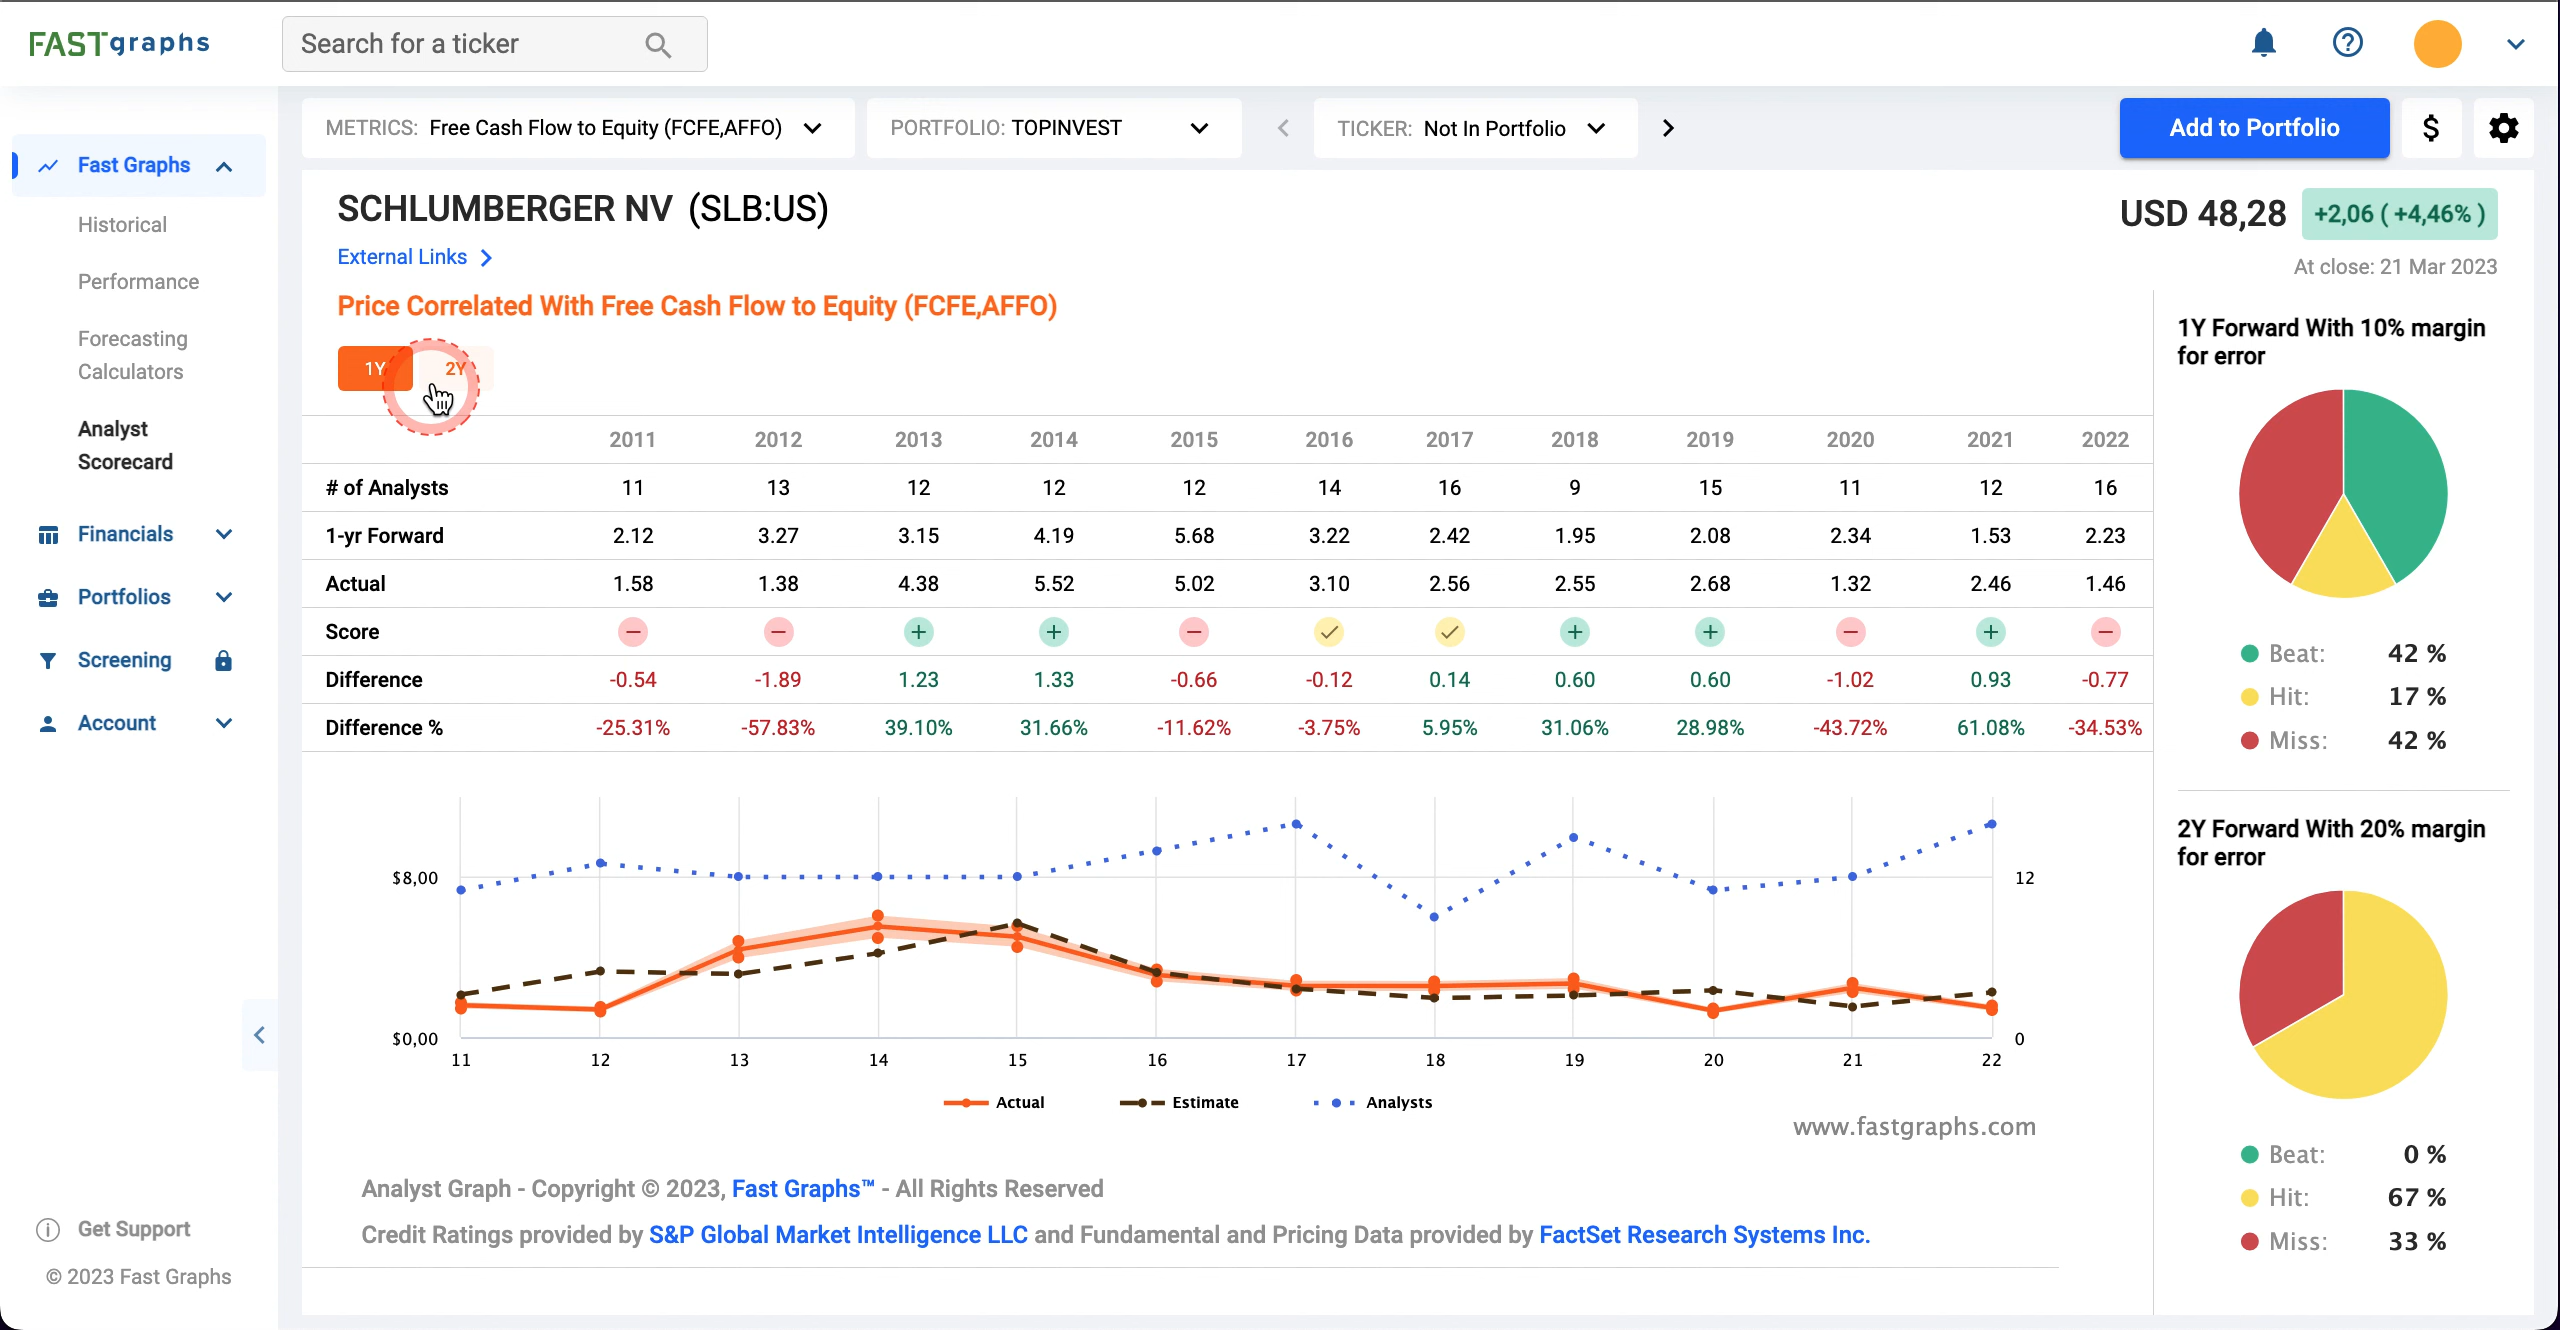 FASTgraphs
Search for a ticker
METRICS: Free Cash Flow to Equity (FCFE,AFFO)
PORTFOLIO: TOPINVEST
TICKER: Not In Portfolio
Add to Portfolio
$
Fast Graphs
Historical
Performance
Forecasting
Calculators
Analyst
Scorecard
Financials
Portfolios
Screening
Account
Get Support
© 2023 Fast Graphs
SCHLUMBERGER NV (SLB:US)
External Links
USD 48,28
+2,06 ( +4,46% )
At close: 21 Mar 2023
Price Correlated With Free Cash Flow to Equity (FCFE,AFFO)
1Y 2Y
2011 2012 2013 2014 2015 2016 2017 2018 2019 2020 2021 2022
# of Analysts 11 13 12 12 12 14 16 9 15 11 12 16
1-yr Forward 2.12 3.27 3.15 4.19 5.68 3.22 2.42 1.95 2.08 2.34 1.53 2.23
Actual 1.58 1.38 4.38 5.52 5.02 3.10 2.56 2.55 2.68 1.32 2.46 1.46
Score
Difference -0.54 -1.89 1.23 1.33 -0.66 -0.12 0.14 0.60 0.60 -1.02 0.93 -0.77
Difference % -25.31% -57.83% 39.10% 31.66% -11.62% -3.75% 5.95% 31.06% 28.98% -43.72% 61.08% -34.53%
$8,00 12
$0,00 0
11 12 13 14 15 16 17 18 19 20 21 22
Actual Estimate Analysts
www.fastgraphs.com
Analyst Graph - Copyright © 2023, Fast Graphs™ - All Rights Reserved
Credit Ratings provided by S&P Global Market Intelligence LLC and Fundamental and Pricing Data provided by FactSet Research Systems Inc.
1Y Forward With 10% margin
for error
Beat: 42 %
Hit: 17 %
Miss: 42 %
2Y Forward With 20% margin
for error
Beat: 0 %
Hit: 67 %
Miss: 33 %